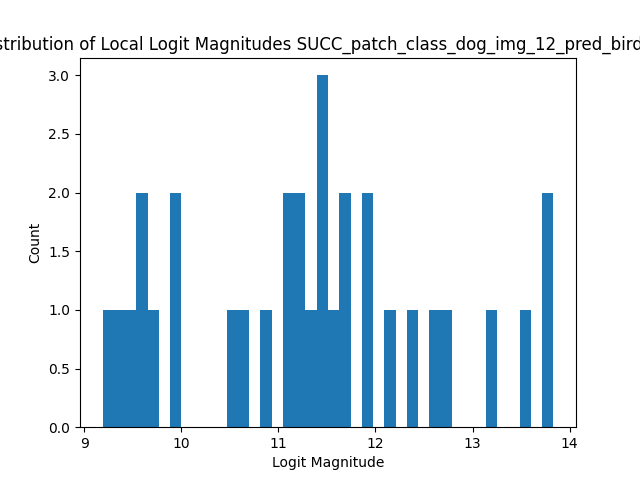 stribution of Local Logit Magnitudes SUCC_patch_class_dog_img_12_pred_bird
3.0
2.5
2.0
1.5
1.0
0.5
0.0
Count
9 10 11 12 13 14
Logit Magnitude